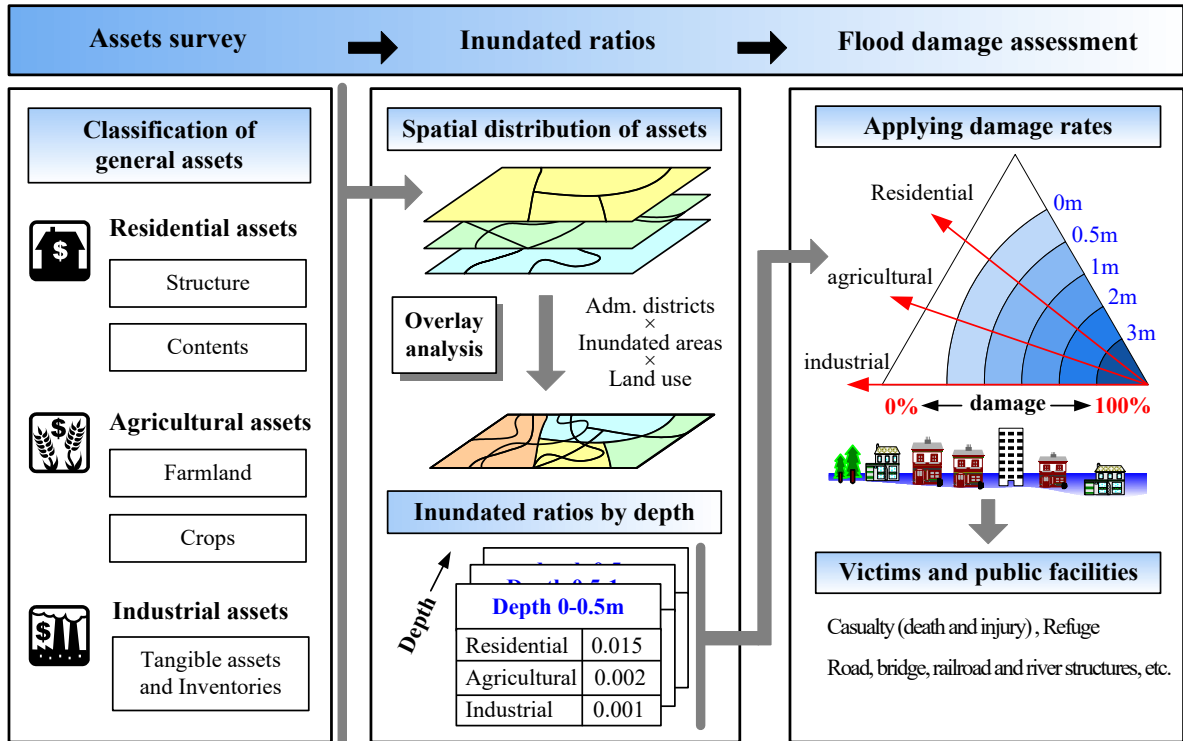 Assets survey
Inundated ratios
Flood damage assessment
Classification of
general assets
$
Residential assets
Structure
Contents
$
Agricultural assets
Farmland
Crops
$
Industrial assets
Tangible assets
and Inventories
Spatial distribution of assets
Overlay
analysis
Adm. districts
×
Inundated areas
×
Land use
Inundated ratios by depth
Depth
Depth 0-0.5m
Residential 0.015
Agricultural 0.002
Industrial 0.001
Applying damage rates
Residential
agricultural
industrial
0m
0.5m
1m
2m
3m
0% damage 100%
Victims and public facilities
Casualty (death and injury) , Refuge
Road, bridge, railroad and river structures, etc.